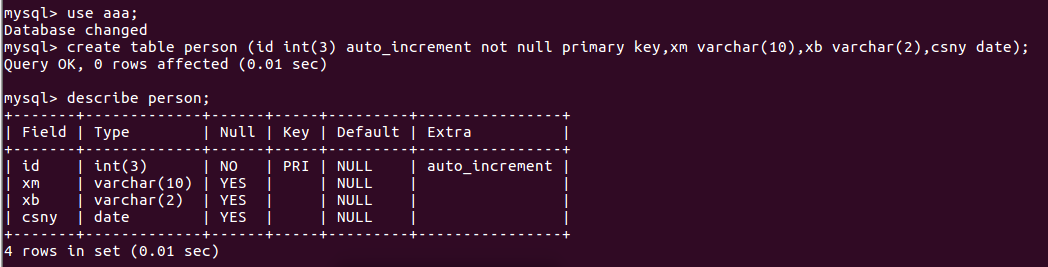 mysql> use aaa;
Database changed
mysql> create table person (id int(3) auto_increment not null primary key,xm varchar(10),xb varchar(2),csny date);
Query OK, 0 rows affected (0.01 sec)
mysql> describe person;
+-------+-------------+------+-----+---------+----------------+
| Field | Type        | Null | Key | Default | Extra          |
+-------+-------------+------+-----+---------+----------------+
| id    | int(3)      | NO   | PRI | NULL    | auto_increment |
| xm    | varchar(10) | YES  |     | NULL    |                |
| xb    | varchar(2)  | YES  |     | NULL    |                |
| csny  | date        | YES  |     | NULL    |                |
+-------+-------------+------+-----+---------+----------------+
4 rows in set (0.01 sec)